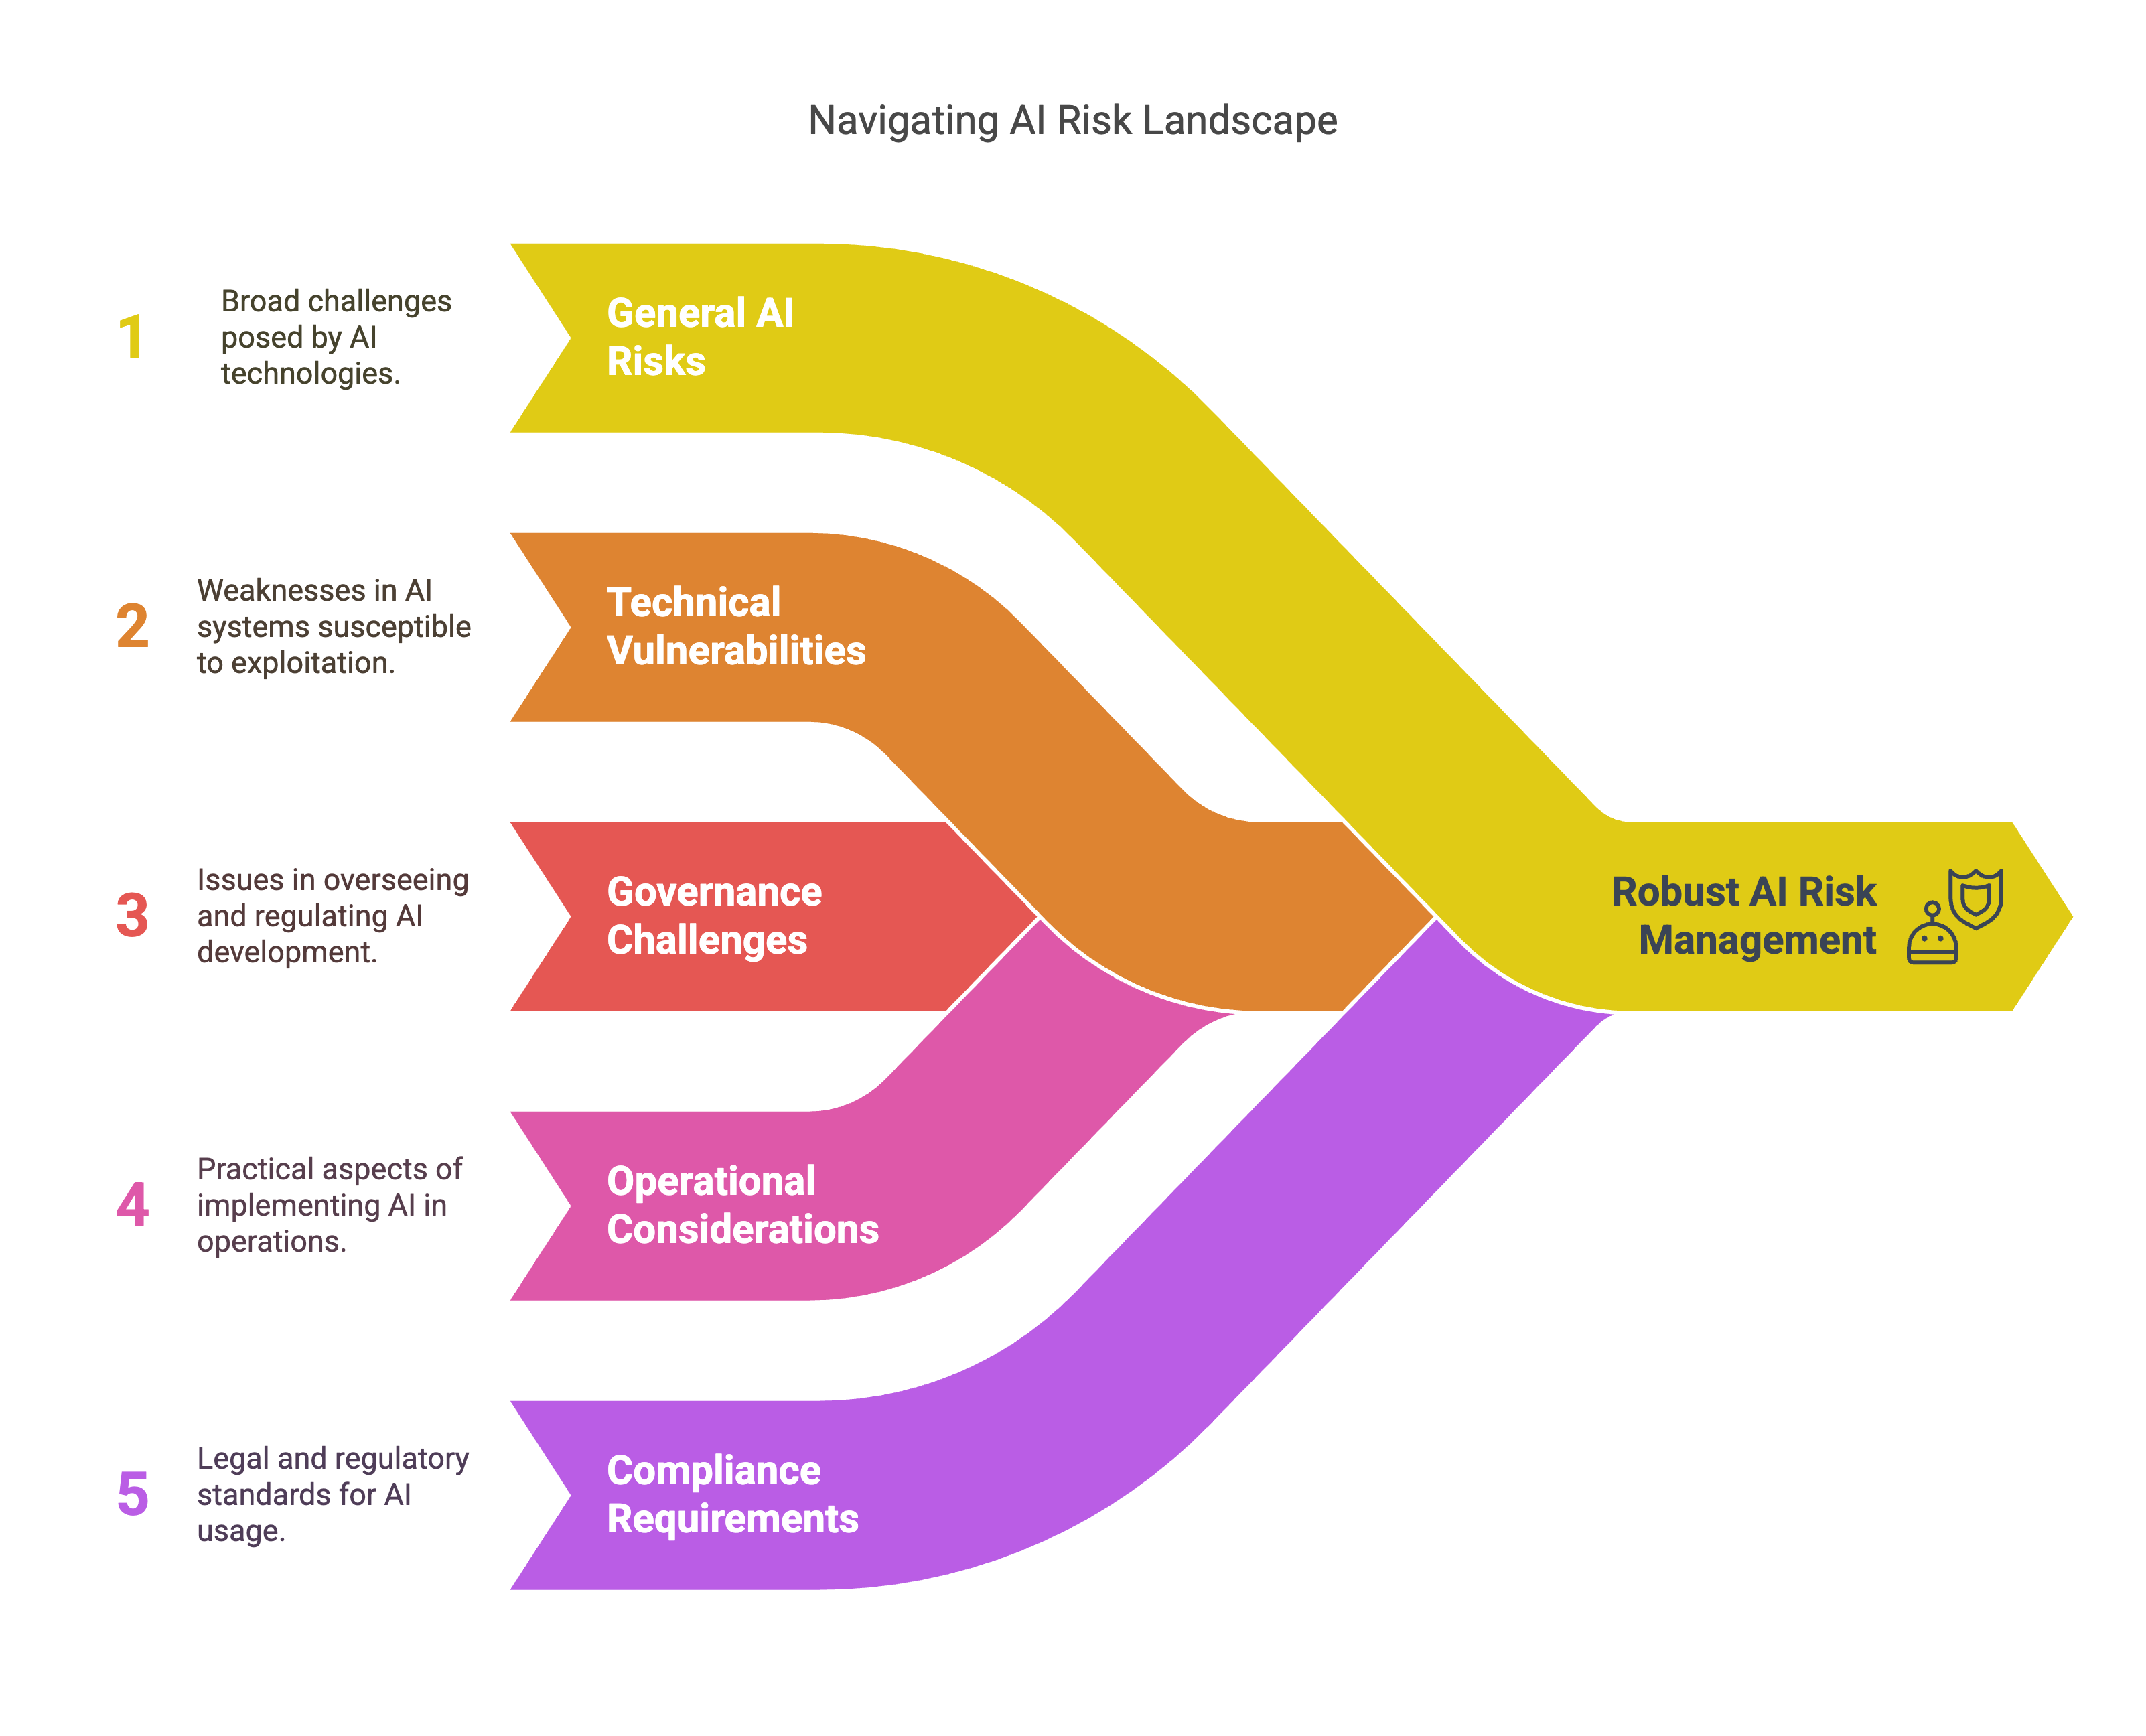 Navigating AI Risk Landscape
1
Broad challenges
posed by AI
technologies.
General AI
Risks
2
Weaknesses in AI
systems susceptible
to exploitation.
Technical
Vulnerabilities
3
Issues in overseeing
and regulating AI
development.
Governance
Challenges
Robust AI Risk
Management
4
Practical aspects of
implementing AI in
operations.
Operational
Considerations
5
Legal and regulatory
standards for AI
usage.
Compliance
Requirements